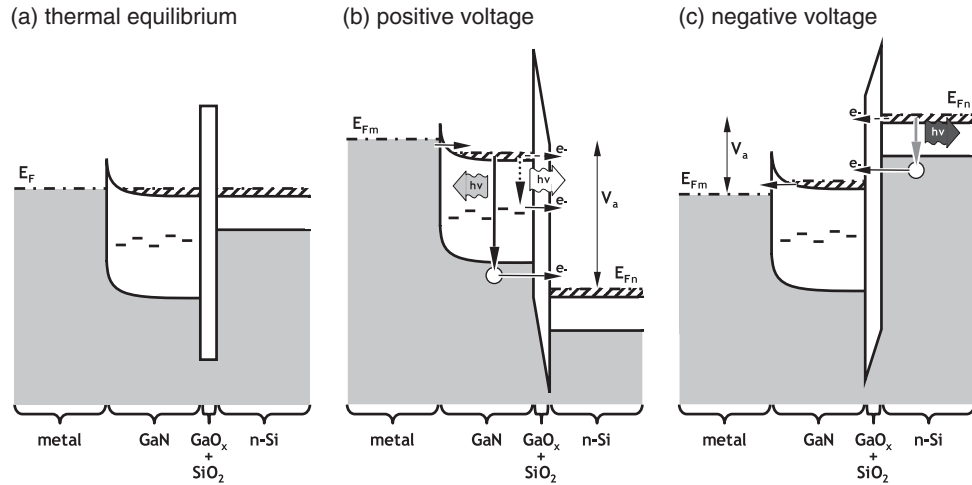 (a) thermal equilibrium
(b) positive voltage
(c) negative voltage
E_F
E_Fm
e-
hν
hν
e-
V_a
e-
E_Fn
E_Fn
e-
hν
V_a
e-
E_Fm
metal
GaN
GaO_x
+
SiO_2
n-Si
metal
GaN
GaO_x
+
SiO_2
n-Si
metal
GaN
GaO_x
+
SiO_2
n-Si